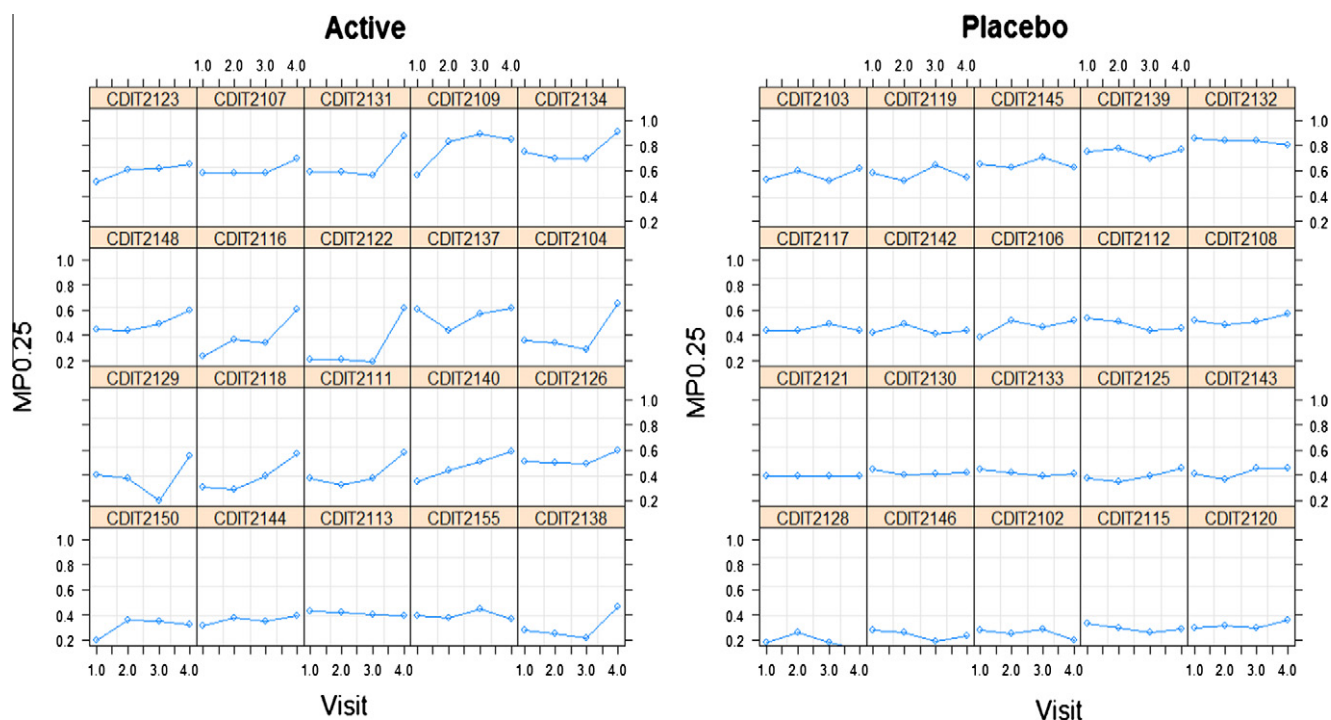 Active
Placebo
1.0 2.0 3.0 4.0 1.0 2.0 3.0 4.0
1.0 2.0 3.0 4.0 1.0 2.0 3.0 4.0
CDIT2123 CDIT2107 CDIT2131 CDIT2109 CDIT2134
1.0
0.8
0.6
0.4
0.2
CDIT2103 CDIT2119 CDIT2145 CDIT2139 CDIT2132
1.0
0.8
0.6
0.4
0.2
CDIT2148 CDIT2116 CDIT2122 CDIT2137 CDIT2104
1.0
0.8
0.6
0.4
0.2
CDIT2117 CDIT2142 CDIT2106 CDIT2112 CDIT2108
1.0
0.8
0.6
0.4
0.2
MP0.25
MP0.25
CDIT2129 CDIT2118 CDIT2111 CDIT2140 CDIT2126
1.0
0.8
0.6
0.4
0.2
CDIT2121 CDIT2130 CDIT2133 CDIT2125 CDIT2143
1.0
0.8
0.6
0.4
0.2
CDIT2150 CDIT2144 CDIT2113 CDIT2155 CDIT2138
1.0
0.8
0.6
0.4
0.2
CDIT2128 CDIT2146 CDIT2102 CDIT2115 CDIT2120
1.0
0.8
0.6
0.4
0.2
1.0 2.0 3.0 4.0 1.0 2.0 3.0 4.0 1.0 2.0 3.0 4.0
1.0 2.0 3.0 4.0 1.0 2.0 3.0 4.0 1.0 2.0 3.0 4.0
Visit
Visit